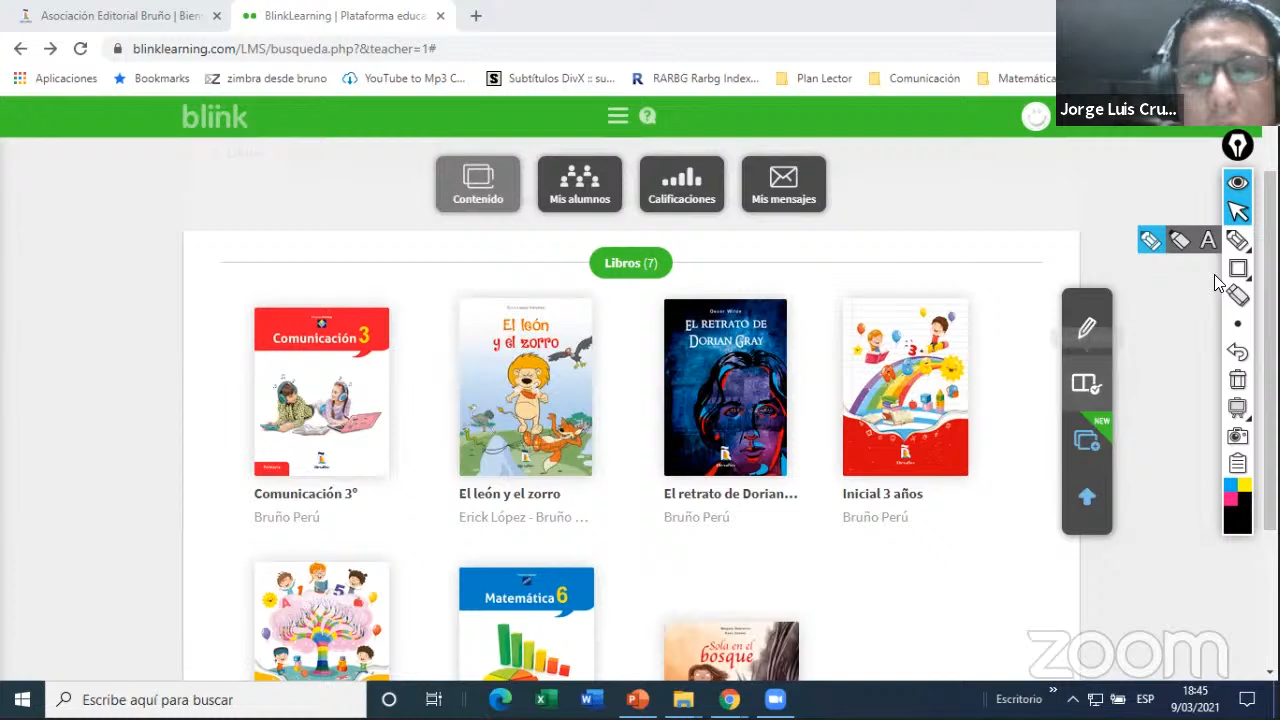 Asociación Editorial Bruño | Bien
BlinkLearning | Plataforma educa
blinklearning.com/LMS/busqueda.php?&teacher=1#
Aplicaciones
Bookmarks
zimbra desde bruno
YouTube to Mp3 C...
Subtítulos DivX :: su...
RARBG Rarbg Index...
Plan Lector
Comunicación
Matemática
Jorge Luis Cru...
blink
Contenido
Mis alumnos
Calificaciones
Mis mensajes
Libros (7)
Comunicación 3
El león
y el zorro
Oscar Wilde
EL RETRATO DE
DORIAN GRAY
3
NEW
A
Comunicación 3º
Bruño Perú
El león y el zorro
Erick López - Bruño ...
El retrato de Dorian...
Bruño Perú
Inicial 3 años
Bruño Perú
Matemática 6
Sola en el
bosque
zoom
Escribe aquí para buscar
Escritorio
ESP
18:45
9/03/2021